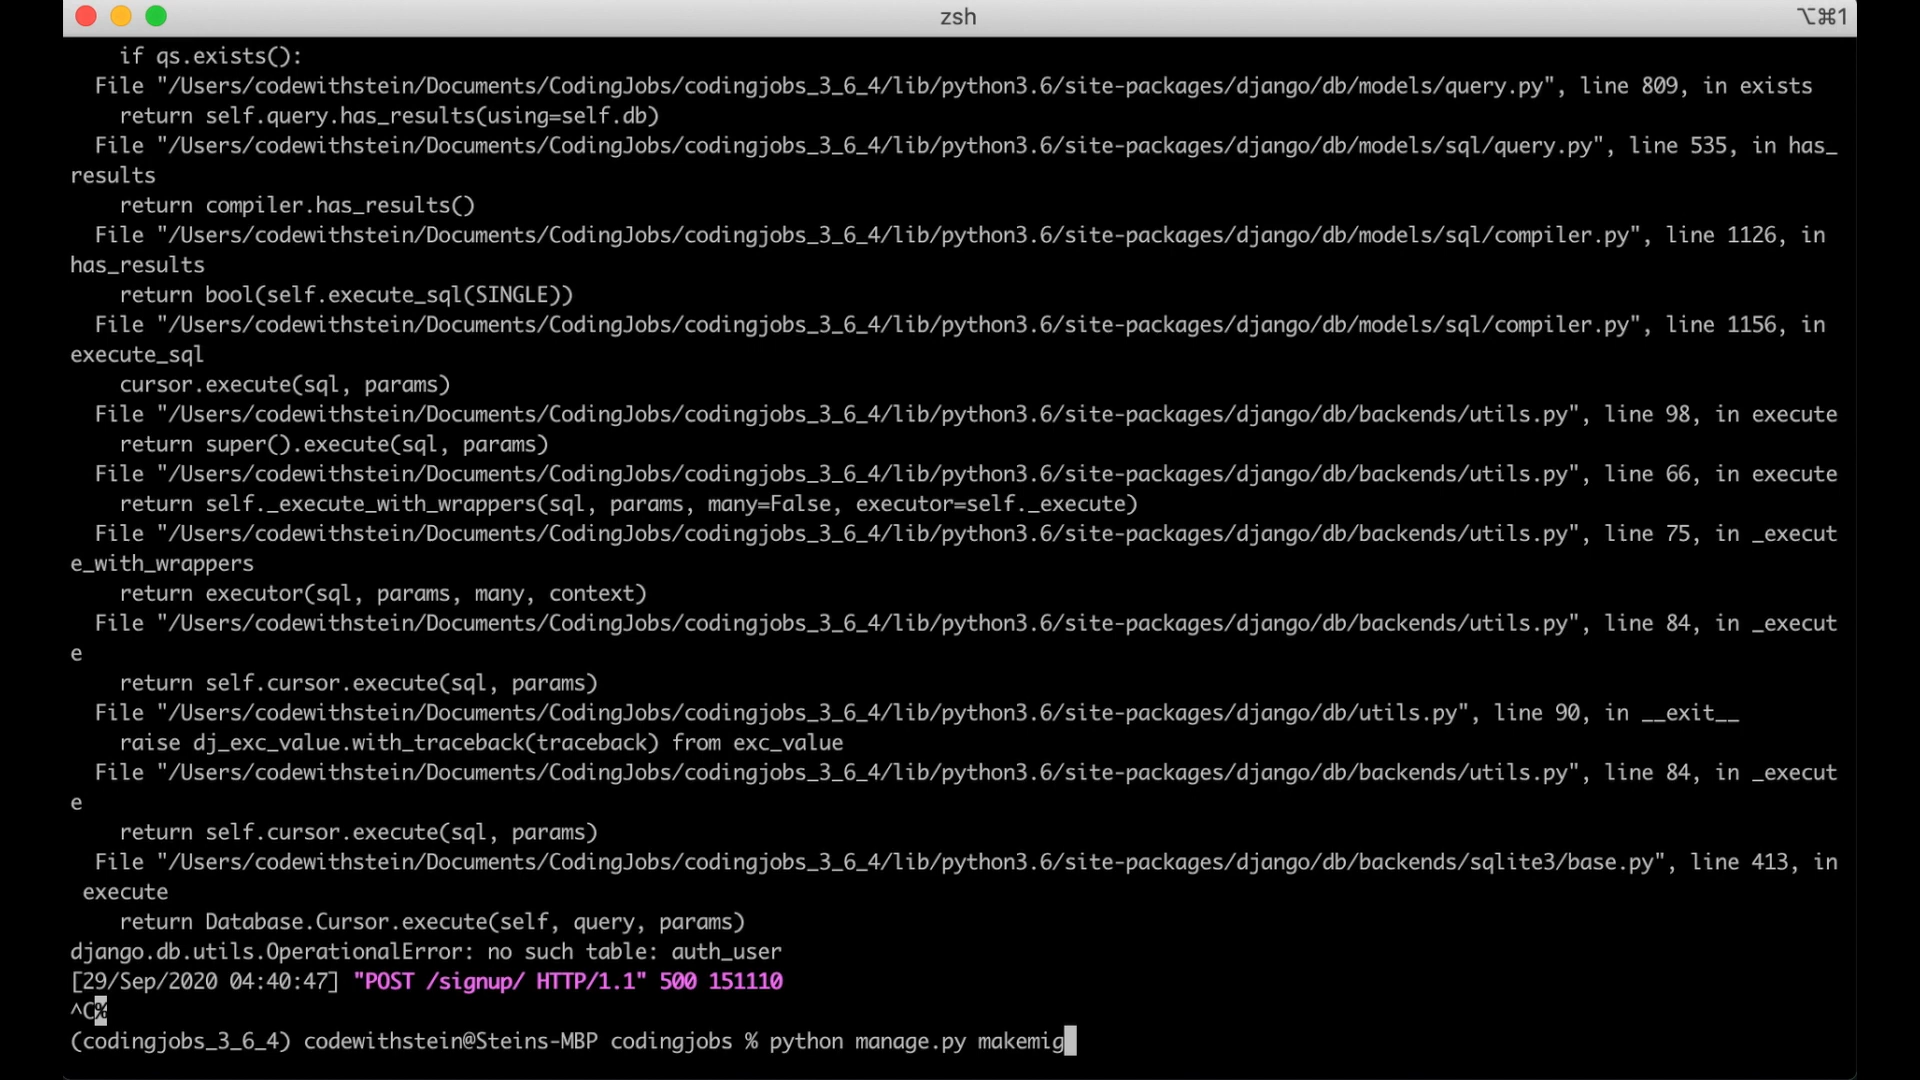 zsh
⌥⌘1
if qs.exists():
File "/Users/codewithstein/Documents/CodingJobs/codingjobs_3_6_4/lib/python3.6/site-packages/django/db/models/query.py", line 809, in exists
return self.query.has_results(using=self.db)
File "/Users/codewithstein/Documents/CodingJobs/codingjobs_3_6_4/lib/python3.6/site-packages/django/db/models/sql/query.py", line 535, in has_
results
return compiler.has_results()
File "/Users/codewithstein/Documents/CodingJobs/codingjobs_3_6_4/lib/python3.6/site-packages/django/db/models/sql/compiler.py", line 1126, in
has_results
return bool(self.execute_sql(SINGLE))
File "/Users/codewithstein/Documents/CodingJobs/codingjobs_3_6_4/lib/python3.6/site-packages/django/db/models/sql/compiler.py", line 1156, in
execute_sql
cursor.execute(sql, params)
File "/Users/codewithstein/Documents/CodingJobs/codingjobs_3_6_4/lib/python3.6/site-packages/django/db/backends/utils.py", line 98, in execute
return super().execute(sql, params)
File "/Users/codewithstein/Documents/CodingJobs/codingjobs_3_6_4/lib/python3.6/site-packages/django/db/backends/utils.py", line 66, in execute
return self._execute_with_wrappers(sql, params, many=False, executor=self._execute)
File "/Users/codewithstein/Documents/CodingJobs/codingjobs_3_6_4/lib/python3.6/site-packages/django/db/backends/utils.py", line 75, in _execut
e_with_wrappers
return executor(sql, params, many, context)
File "/Users/codewithstein/Documents/CodingJobs/codingjobs_3_6_4/lib/python3.6/site-packages/django/db/backends/utils.py", line 84, in _execut
e
return self.cursor.execute(sql, params)
File "/Users/codewithstein/Documents/CodingJobs/codingjobs_3_6_4/lib/python3.6/site-packages/django/db/utils.py", line 90, in __exit__
raise dj_exc_value.with_traceback(traceback) from exc_value
File "/Users/codewithstein/Documents/CodingJobs/codingjobs_3_6_4/lib/python3.6/site-packages/django/db/backends/utils.py", line 84, in _execut
e
return self.cursor.execute(sql, params)
File "/Users/codewithstein/Documents/CodingJobs/codingjobs_3_6_4/lib/python3.6/site-packages/django/db/backends/sqlite3/base.py", line 413, in
execute
return Database.Cursor.execute(self, query, params)
django.db.utils.OperationalError: no such table: auth_user
[29/Sep/2020 04:40:47] "POST /signup/ HTTP/1.1" 500 151110
^C%
(codingjobs_3_6_4) codewithstein@Steins-MBP codingjobs % python manage.py makemig